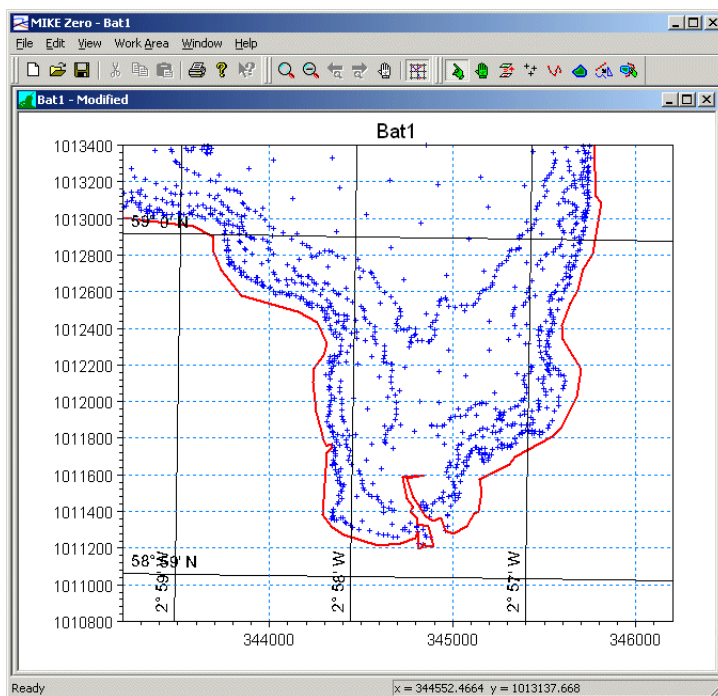 MIKE Zero - Bat1
File Edit View Work Area Window Help
Bat1 - Modified
Bat1
1013400
1013200
1013000
59° 0' N
1012800
1012600
1012400
1012200
1012000
1011800
1011600
1011400
1011200
58° 59' N
1011000
1010800
2° 59' W
2° 58' W
2° 57' W
344000 345000 346000
Ready x = 344552.4664 y = 1013137.668